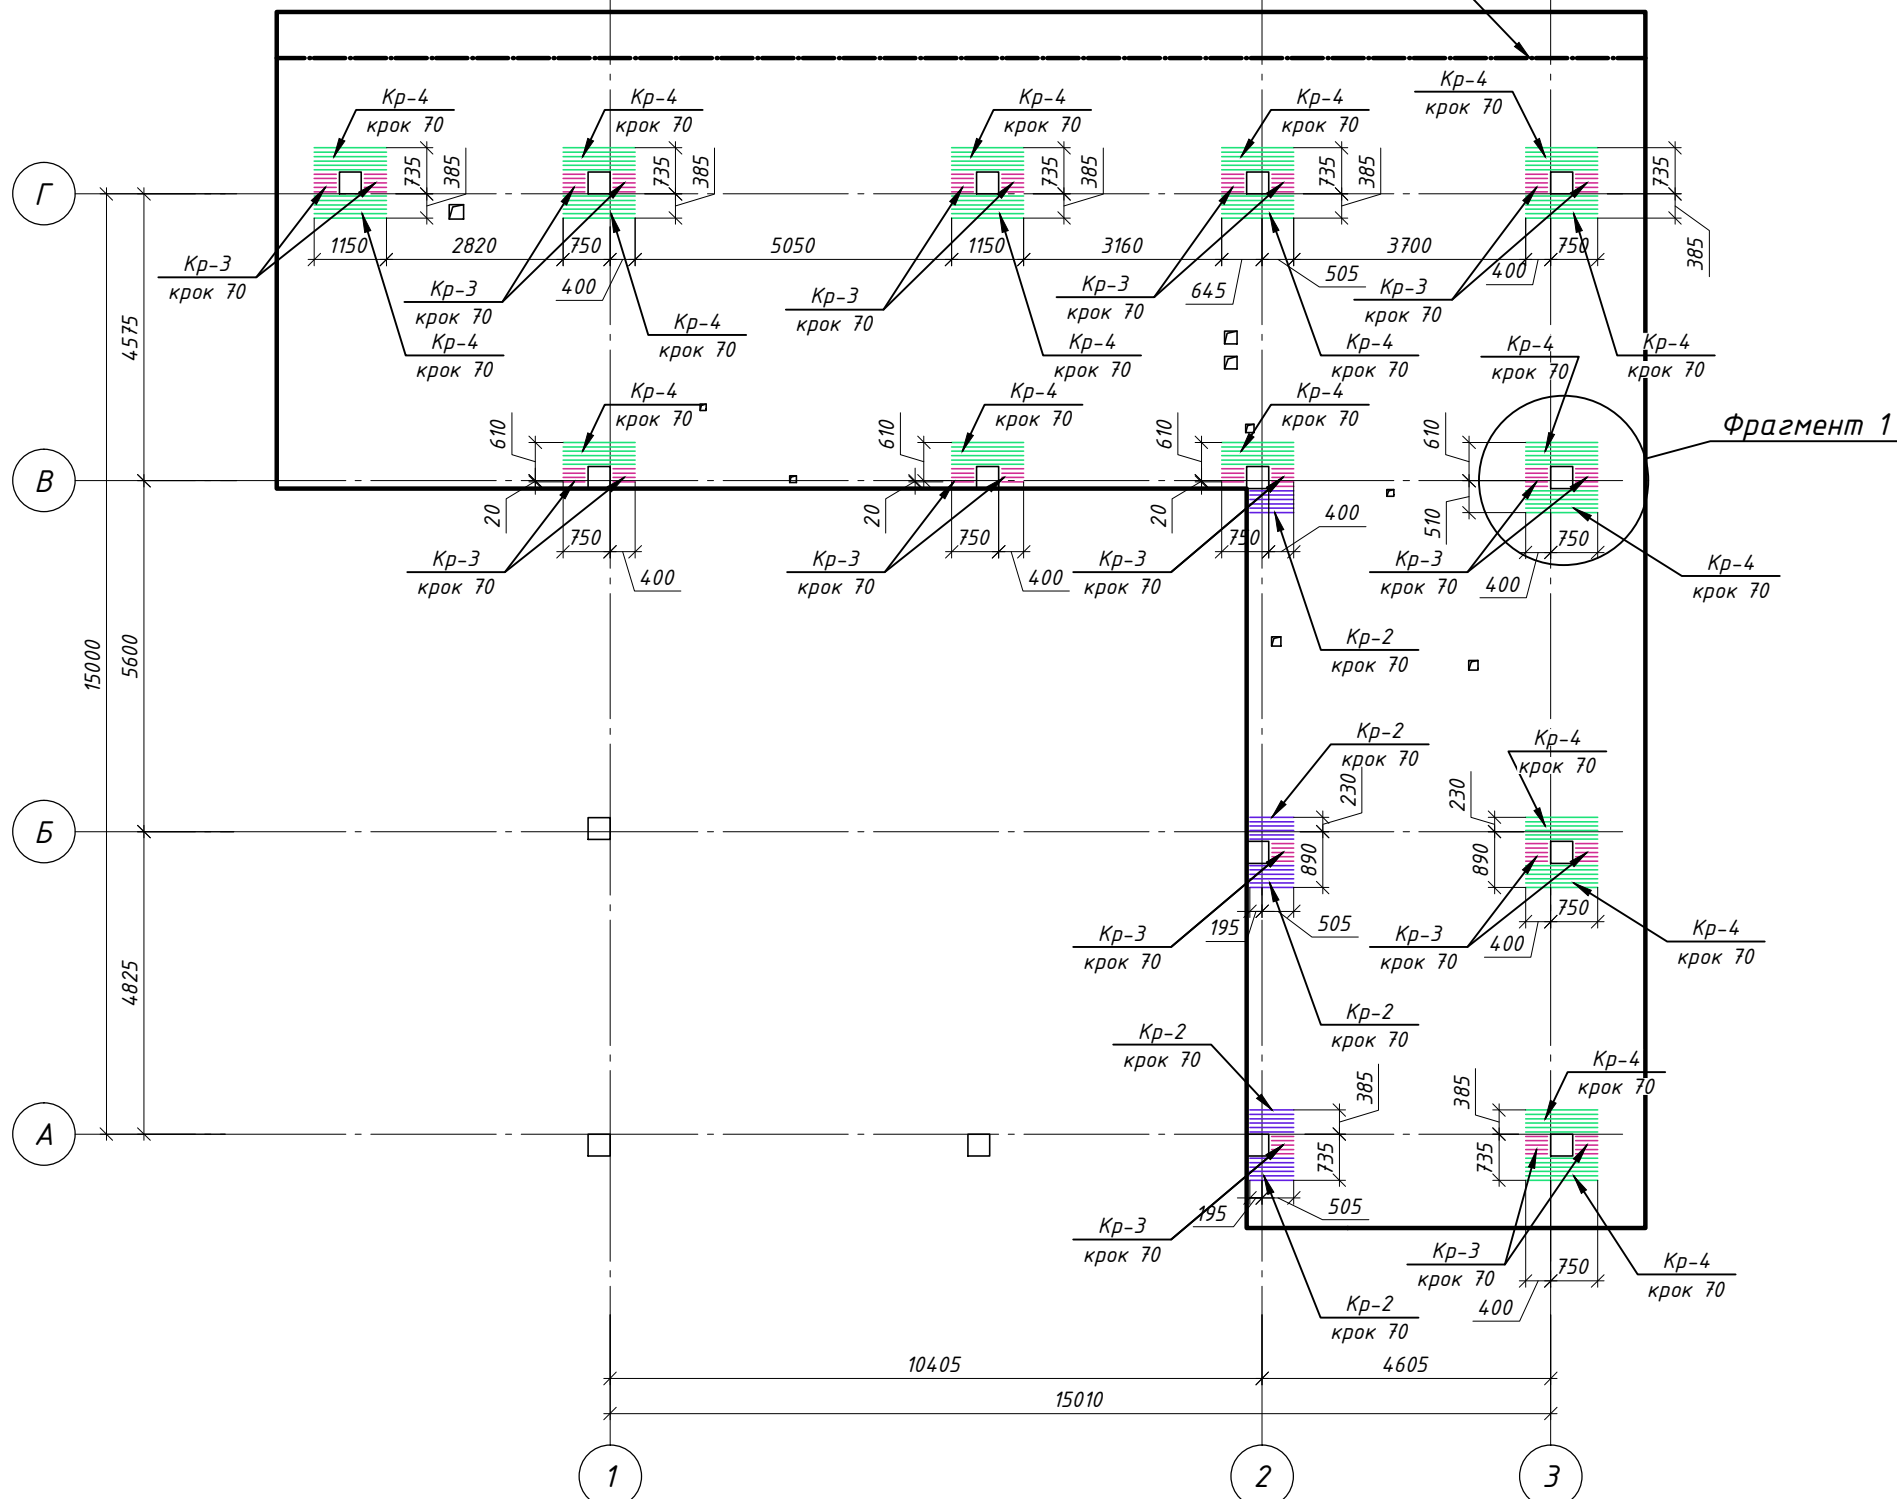 Кр-4
крок 70
Кр-4
крок 70
Кр-4
крок 70
Кр-4
крок 70
Кр-4
крок 70
735
385
735
385
735
385
735
385
735
385
Г
1150
2820
750
5050
1150
3160
3700
750
400
645
505
400
Кр-3
крок 70
Кр-3
крок 70
Кр-3
крок 70
Кр-3
крок 70
Кр-3
крок 70
Кр-4
крок 70
Кр-4
крок 70
Кр-4
крок 70
Кр-4
крок 70
Кр-4
крок 70
4575
Кр-4
крок 70
Кр-4
крок 70
Кр-4
крок 70
Кр-4
крок 70
Фрагмент 1
610
610
610
610
В
20
20
20
510
750
400
750
400
750
400
750
400
Кр-3
крок 70
Кр-3
крок 70
Кр-3
крок 70
Кр-3
крок 70
Кр-4
крок 70
Кр-2
крок 70
15000
5600
Кр-2
крок 70
Кр-4
крок 70
230
230
Б
890
890
195
505
750
400
Кр-3
крок 70
Кр-3
крок 70
Кр-4
крок 70
4825
Кр-2
крок 70
Кр-2
крок 70
Кр-4
крок 70
385
385
А
735
735
195
505
Кр-3
крок 70
Кр-3
крок 70
750
400
Кр-4
крок 70
Кр-2
крок 70
10405
4605
15010
1
2
3